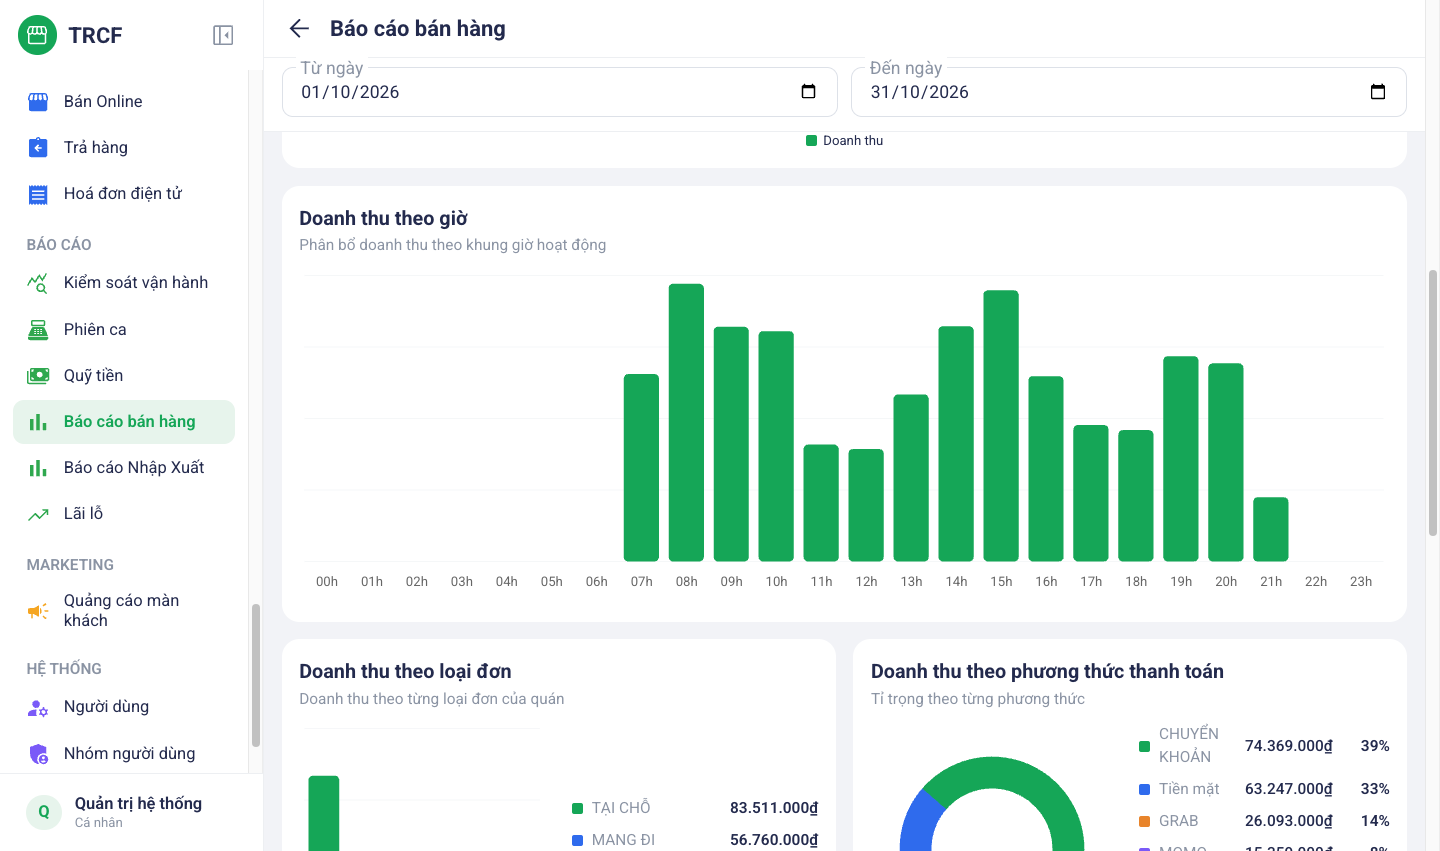 TRCF
Bán Online
Trả hàng
Hoá đơn điện tử
BÁO CÁO
Kiểm soát vận hành
Phiên ca
Quỹ tiền
Báo cáo bán hàng
Báo cáo Nhập Xuất
Lãi lỗ
MARKETING
Quảng cáo màn
khách
HỆ THỐNG
Người dùng
Nhóm người dùng
Q
Quản trị hệ thống
Cá nhân
Báo cáo bán hàng
Từ ngày
01/10/2026
Đến ngày
31/10/2026
Doanh thu
Doanh thu theo giờ
Phân bổ doanh thu theo khung giờ hoạt động
00h 01h 02h 03h 04h 05h 06h 07h 08h 09h 10h 11h 12h 13h 14h 15h 16h 17h 18h 19h 20h 21h 22h 23h
Doanh thu theo loại đơn
Doanh thu theo từng loại đơn của quán
TẠI CHỖ 83.511.000₫
MANG ĐI 56.760.000₫
Doanh thu theo phương thức thanh toán
Tỉ trọng theo từng phương thức
CHUYỂN
KHOẢN 74.369.000₫ 39%
Tiền mặt 63.247.000₫ 33%
GRAB 26.093.000₫ 14%
MOMO 15.359.000₫ 8%